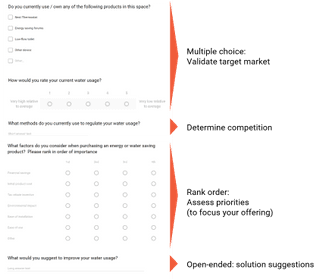 Do you currently use / own any of the following products in this space?
Nest Thermostat
Energy-saving faucets
Low-flow toilet
Other device
How would you rate your current water usage?
1 2 3 4 5
Very high relative to average
Very low relative to average
What methods do you currently use to regulate your water usage?
What factors do you consider when purchasing an energy or water saving
product? Please rank in order of importance
What would you suggest to improve your water usage?
Multiple choice:
Validate target market
Determine competition
Rank order:
Assess priorities
(to focus your offering)
Open-ended: solution suggestions